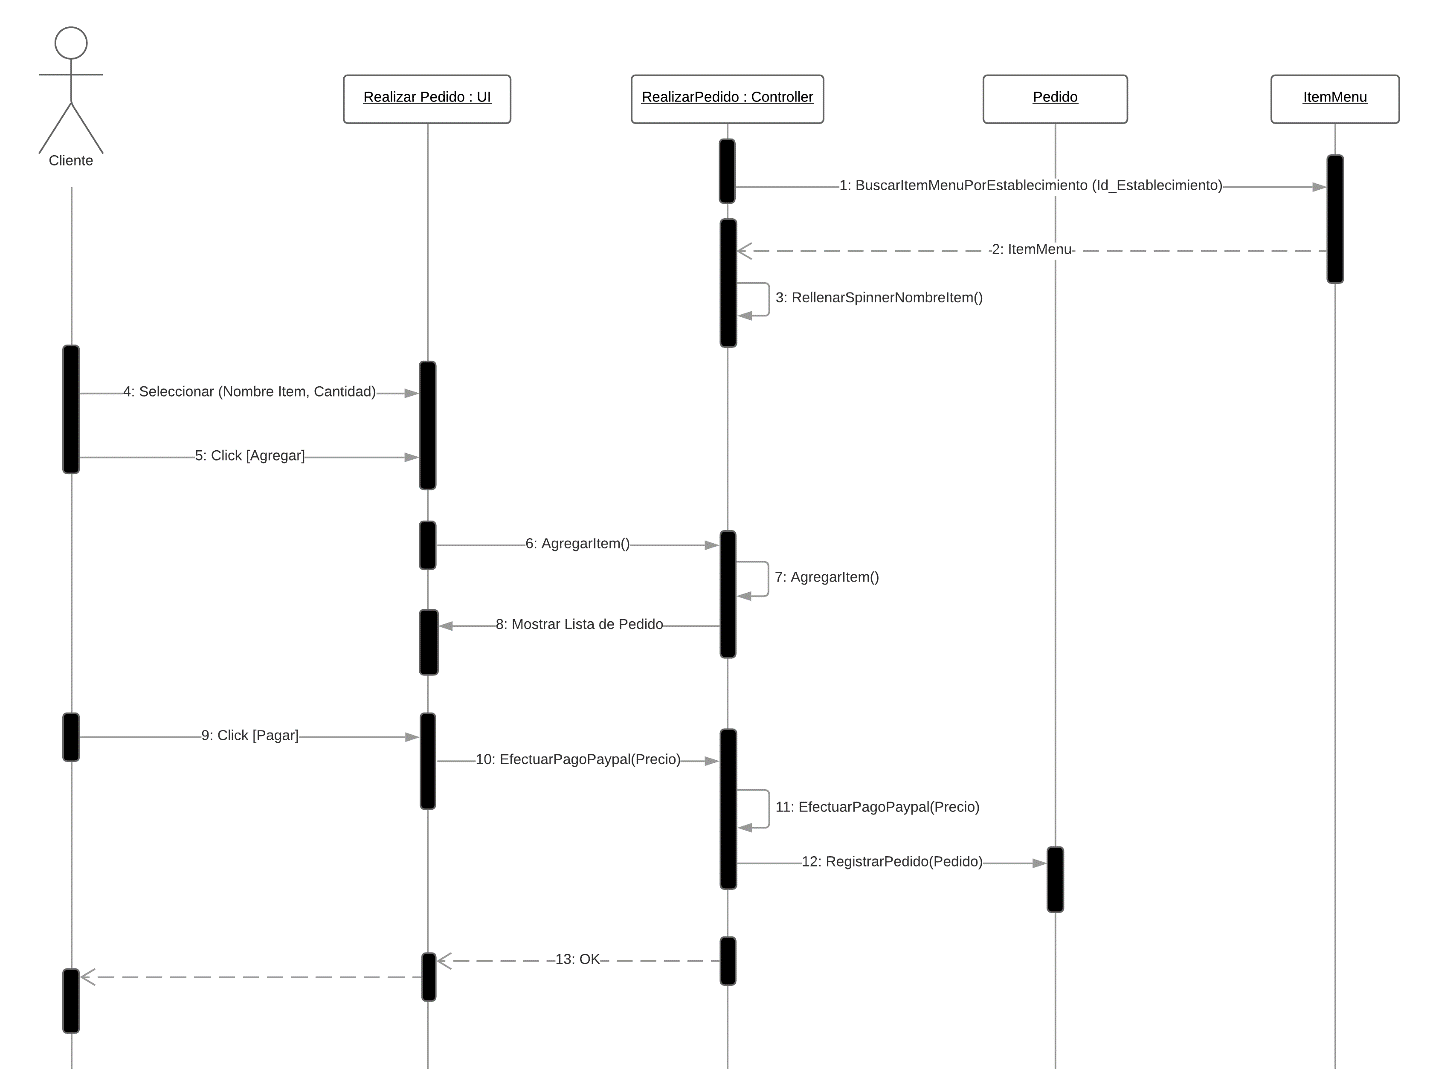 Realizar Pedido : UI
RealizarPedido : Controller
Pedido
ItemMenu
Cliente
1: BuscarItemMenuPorEstablecimiento (Id_Establecimiento)
2: ItemMenu
3: RellenarSpinnerNombreItem()
4: Seleccionar (Nombre Item, Cantidad)
5: Click [Agregar]
6: AgregarItem()
7: AgregarItem()
8: Mostrar Lista de Pedido
9: Click [Pagar]
10: EfectuarPagoPaypal(Precio)
11: EfectuarPagoPaypal(Precio)
12: RegistrarPedido(Pedido)
13: OK